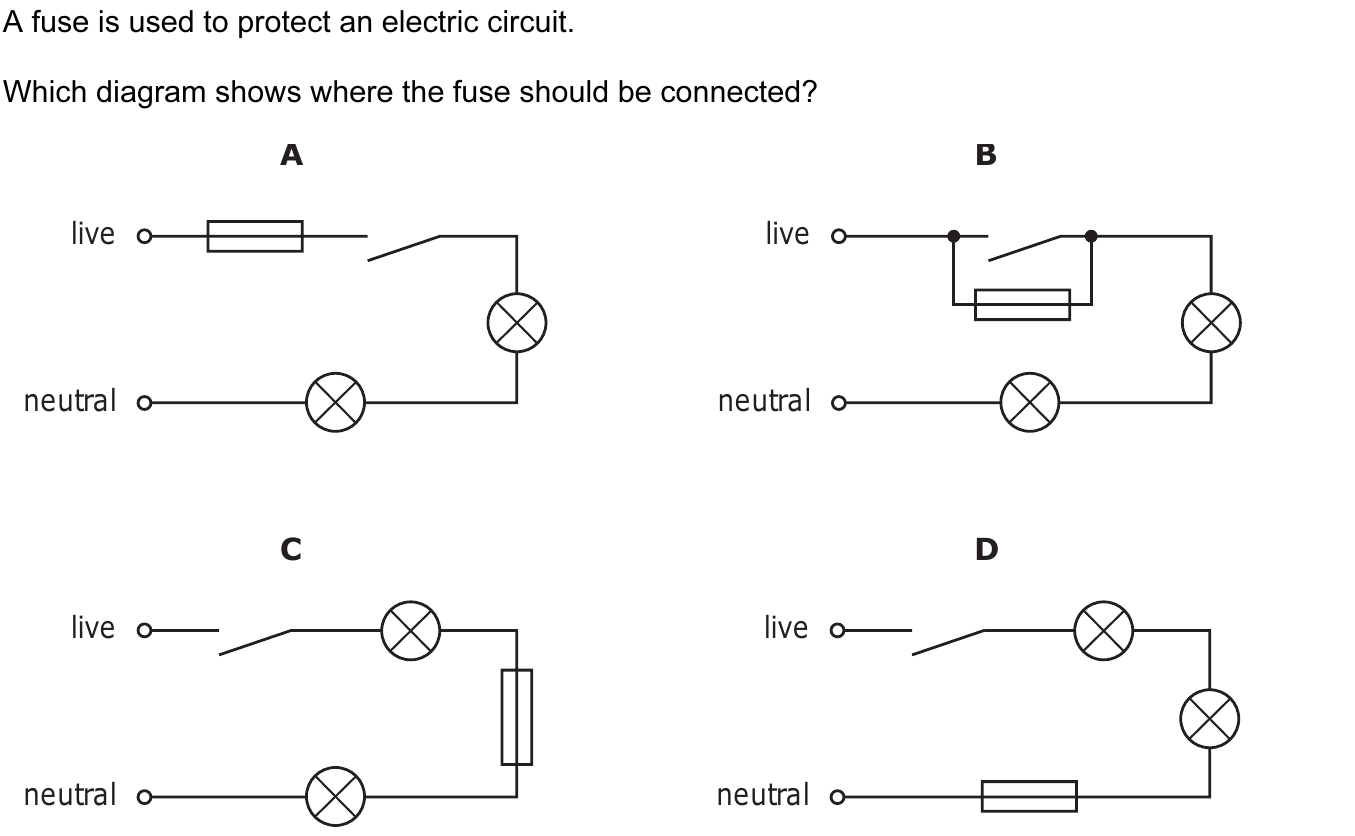 A fuse is used to protect an electric circuit.
Which diagram shows where the fuse should be connected?
A
live
neutral
B
live
neutral
C
live
neutral
D
live
neutral